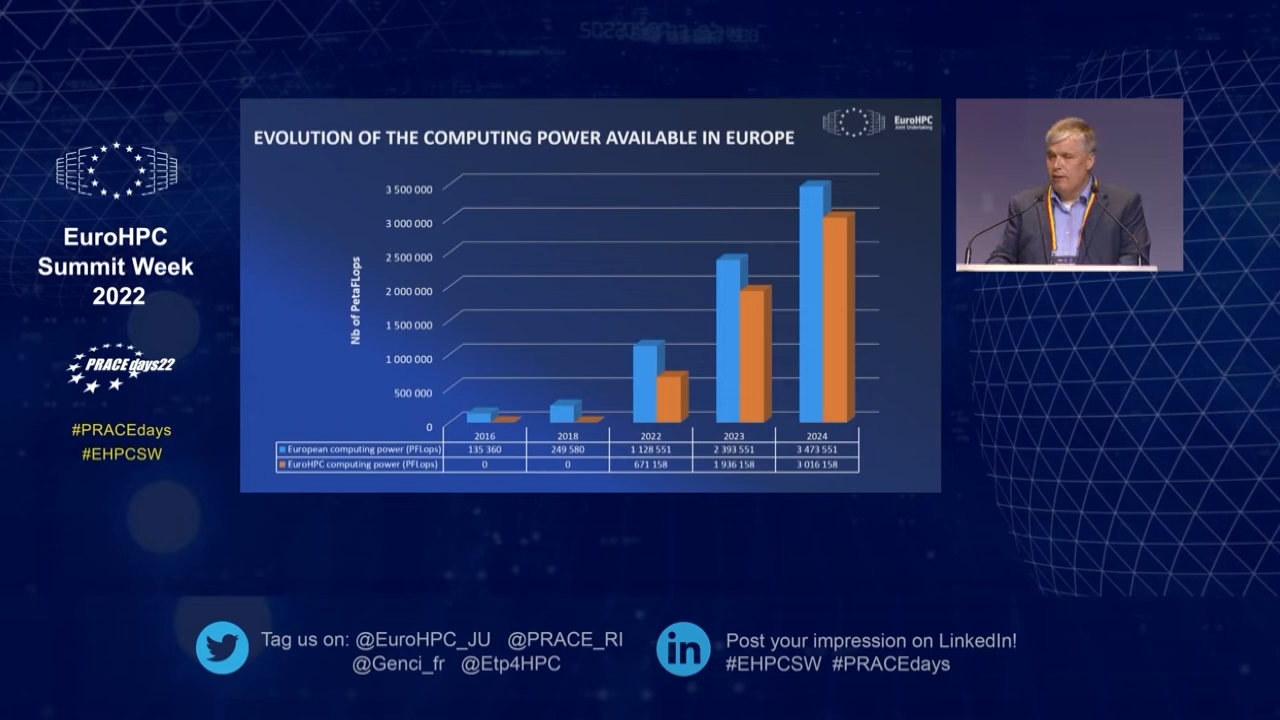 EuroHPC
Summit Week
2022
PRACEdays22
#PRACEdays
#EHPCSW
EVOLUTION OF THE COMPUTING POWER AVAILABLE IN EUROPE
EuroHPC
Joint Undertaking
Nb of PetaFLops
3 500 000
3 000 000
2 500 000
2 000 000
1 500 000
1 000 000
500 000
0
2016 2018 2022 2023 2024
European computing power (PFLops) 135 360 249 580 1 128 551 2 393 551 3 473 551
EuroHPC computing power (PFLops) 0 0 671 158 1 936 158 3 016 158
Tag us on: @EuroHPC_JU @PRACE_RI
@Genci_fr @Etp4HPC
in
Post your impression on LinkedIn!
#EHPCSW #PRACEdays